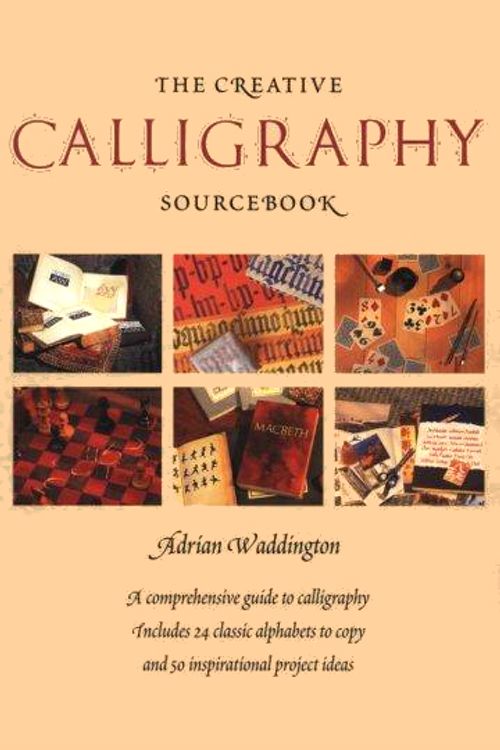 THE CREATIVE
CALLIGRAPHY
SOURCEBOOK
MACBETH
Adrian Waddington
A comprehensive guide to calligraphy
Includes 24 classic alphabets to copy
and 50 inspirational project ideas